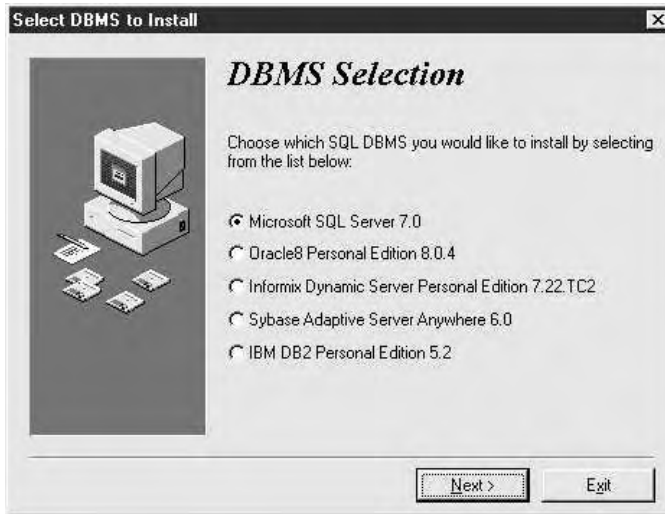 Select DBMS to Install
DBMS Selection
Choose which SQL DBMS you would like to install by selecting
from the list below:
Microsoft SQL Server 7.0
Oracle8 Personal Edition 8.0.4
Informix Dynamic Server Personal Edition 7.22.TC2
Sybase Adaptive Server Anywhere 6.0
IBM DB2 Personal Edition 5.2
Next >
Exit